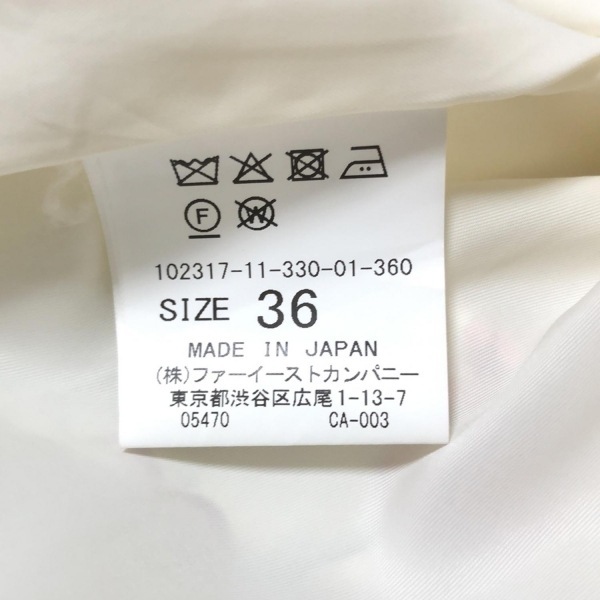 F W
102317-11-330-01-360
SIZE 36
MADE IN JAPAN
(株)ファーイーストカンパニー
東京都渋谷区広尾1-13-7
05470 CA-003